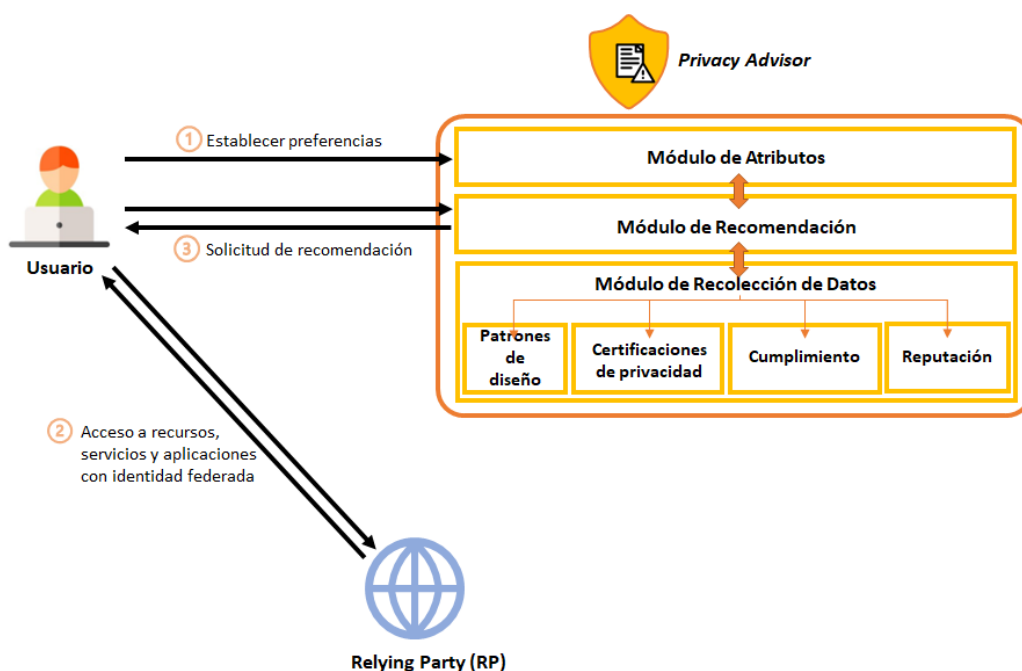 Privacy Advisor
1 Establecer preferencias
Módulo de Atributos
Módulo de Recomendación
3 Solicitud de recomendación
Usuario
Módulo de Recolección de Datos
Patrones
de
diseño
Certificaciones
de privacidad
Cumplimiento
Reputación
2 Acceso a recursos,
servicios y aplicaciones
con identidad federada
Relying Party (RP)